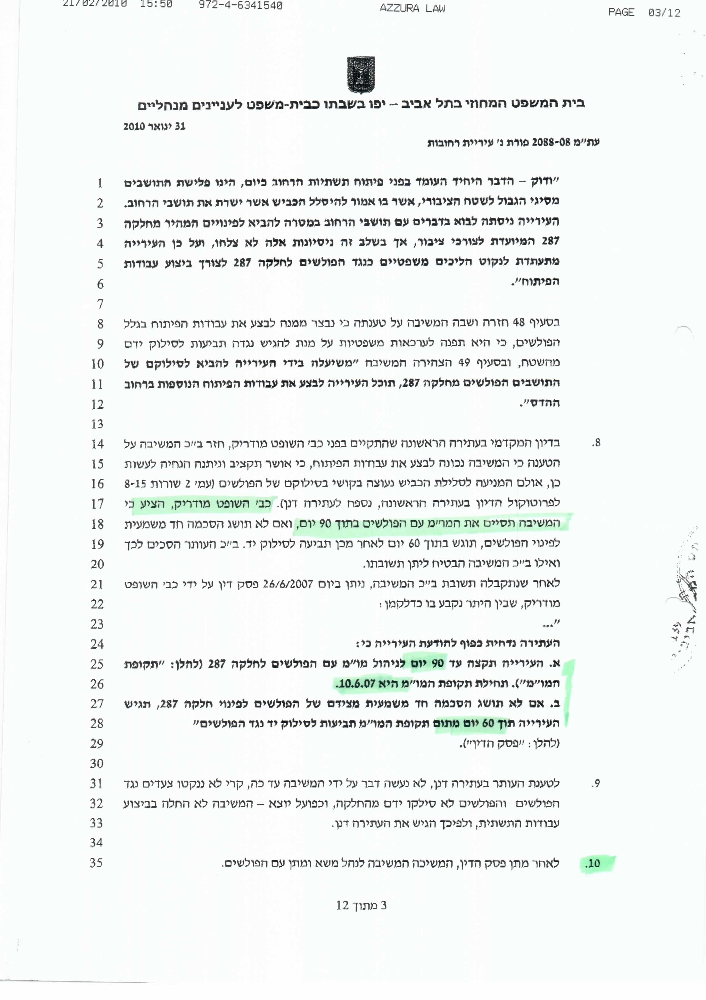 21/02/2010 15:50 972-4-6341540 AZZURA LAW PAGE 03/12
בית המשפט המחוזי בתל אביב – יפו בשבתו כבית-משפט לעניינים מנהליים
31 ינואר 2010
עת״מ 2088-08 פורת נ׳ עיריית רחובות
1 ״ודוק – הדבר היחיד העומד בפני פיתוח תשתיות הרחוב כיום, הינו פלישת התושבים
2 מסיגי הגבול לשטח הציבורי, אשר בו אמור להיסלל הכביש אשר ישרת את תושבי הרחוב.
3 העירייה ניסתה לבוא בדברים עם תושבי הרחוב במטרה להביא לפינויים המהיר מחלקה
4 287 המיועדת לצורכי ציבור, אך בשלב זה ניסיונות אלה לא צלחו, ועל כן העירייה
5 מתעתדת לנקוט הליכים משפטיים כנגד הפולשים לחלקה 287 לצורך ביצוע עבודות
6 הפיתוח״.
7
8 בסעיף 48 חזרה ושבה המשיבה על טענתה כי נבצר ממנה לבצע את עבודות הפיתוח בגלל
9 הפולשים, כי היא תפנה לערכאות משפטיות על מנת להגיש נגדה תביעות לסילוק ידם
10 מהשטח, ובסעיף 49 הצהירה המשיבה ״משיעלה בידי העירייה להביא לסילוקם של
11 התושבים הפולשים מחלקה 287, תוכל העירייה לבצע את עבודות הפיתוח הנוספות ברחוב
12 ההדס״.
13
14 8. בדיון המקדמי בעתירה הראשונה שהתקיים בפני כב׳ השופט מודריק, חזר ב״כ המשיבה על
15 הטענה כי המשיבה נכונה לבצע את עבודות הפיתוח, כי אושר תקציב וניתנה הנחיה לעשות
16 כן, אולם המניעה לסלילת הכביש נעוצה בקושי בסילוקם של הפולשים (עמ׳ 2 שורות 8-15
17 לפרוטוקול הדיון בעתירה הראשונה, נספח לעתירה דנן). כב׳ השופט מודריק, הציע כי
18 המשיבה תסיים את המו״מ עם הפולשים בתוך 90 יום, ואם לא תושג הסכמה חד משמעית
19 לפינוי הפולשים, תוגש בתוך 60 יום לאחר מכן תביעה לסילוק יד. ב״כ העותר הסכים לכך
20 ואילו ב״כ המשיבה הבטיח ליתן תשובתו.
21 לאחר שנתקבלה תשובת ב״כ המשיבה, ניתן ביום 26/6/2007 פסק דין על ידי כב׳ השופט
22 מודריק, שבין היתר נקבע בו כדלקמן:
23 ״...
24 העתירה נדחית כפוף להודעת העירייה כי:
25 א. העירייה תקצה עד 90 יום לניהול מו״מ עם הפולשים לחלקה 287 (להלן: ״תקופת
26 המו״מ״). תחילת תקופת המו״מ היא 10.6.07.
27 ב. אם לא תושג הסכמה חד משמעית מצידם של הפולשים לפינוי חלקה 287, תגיש
28 העירייה תוך 60 יום מתום תקופת המו״מ תביעות לסילוק יד נגד הפולשים״
29 (להלן: ״פסק הדין״).
30
31 9. לטענת העותר בעתירה דנן, לא נעשה דבר על ידי המשיבה עד כה, קרי לא ננקטו צעדים נגד
32 הפולשים והפולשים לא סילקו ידם מהחלקה, וכפועל יוצא – המשיבה לא החלה בביצוע
33 עבודות התשתית, ולפיכך הגיש את העתירה דנן.
34
35 10. לאחר מתן פסק הדין, המשיכה המשיבה לנהל משא ומתן עם הפולשים.
3 מתוך 12